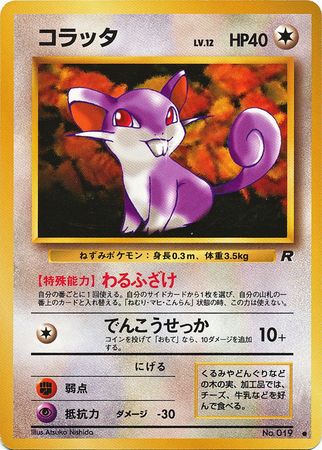 コラッタ LV.12 HP40
ねずみポケモン：身長0.3m、体重3.5kg
R
【特殊能力】わるふざけ
自分の番ごとに1回使える。自分のサイドカードから1枚を選び、自分の山札の一番上のカードと入れ替える。「ねむり・マヒ・こんらん」状態の時、この力は使えない。
でんこうせっか 10+
コインを投げて「おもて」なら、10ダメージを追加する。
にげる
弱点
抵抗力 ダメージ -30
くるみやどんぐりなど
の木の実、加工品では、
チーズ、牛乳などを好
んで食べる。
Illus.Atsuko Nishida
No.019 ●